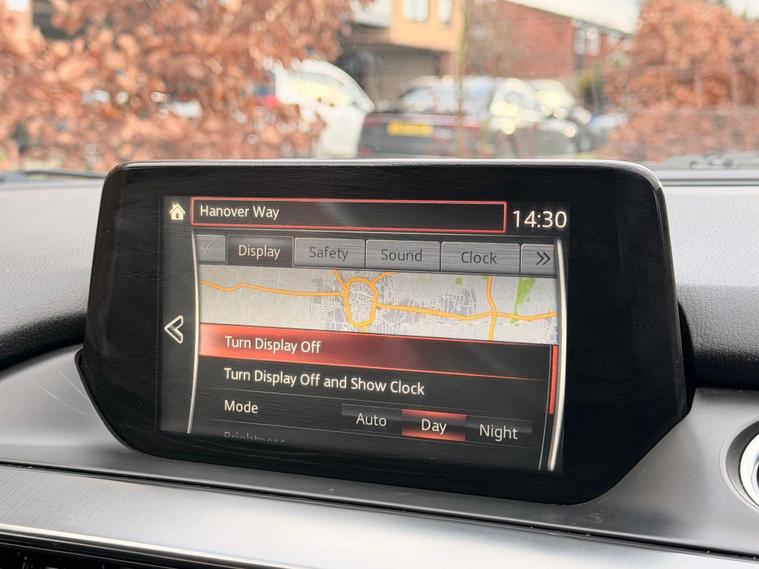 Hanover Way
14:30
Display Safety Sound Clock
Turn Display Off
Turn Display Off and Show Clock
Mode Auto Day Night
Brightness